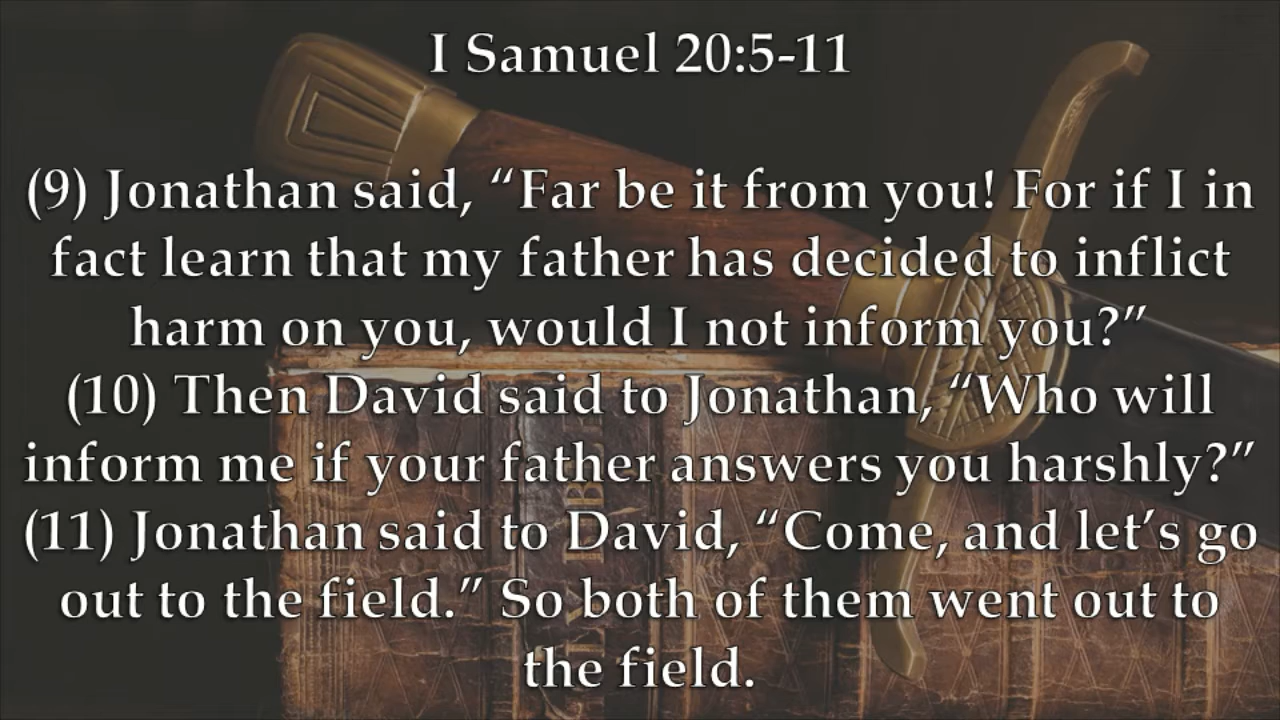 I Samuel 20:5-11
(9) Jonathan said, “Far be it from you! For if I in
fact learn that my father has decided to inflict
harm on you, would I not inform you?”
(10) Then David said to Jonathan, “Who will
inform me if your father answers you harshly?”
(11) Jonathan said to David, “Come, and let’s go
out to the field.” So both of them went out to
the field.